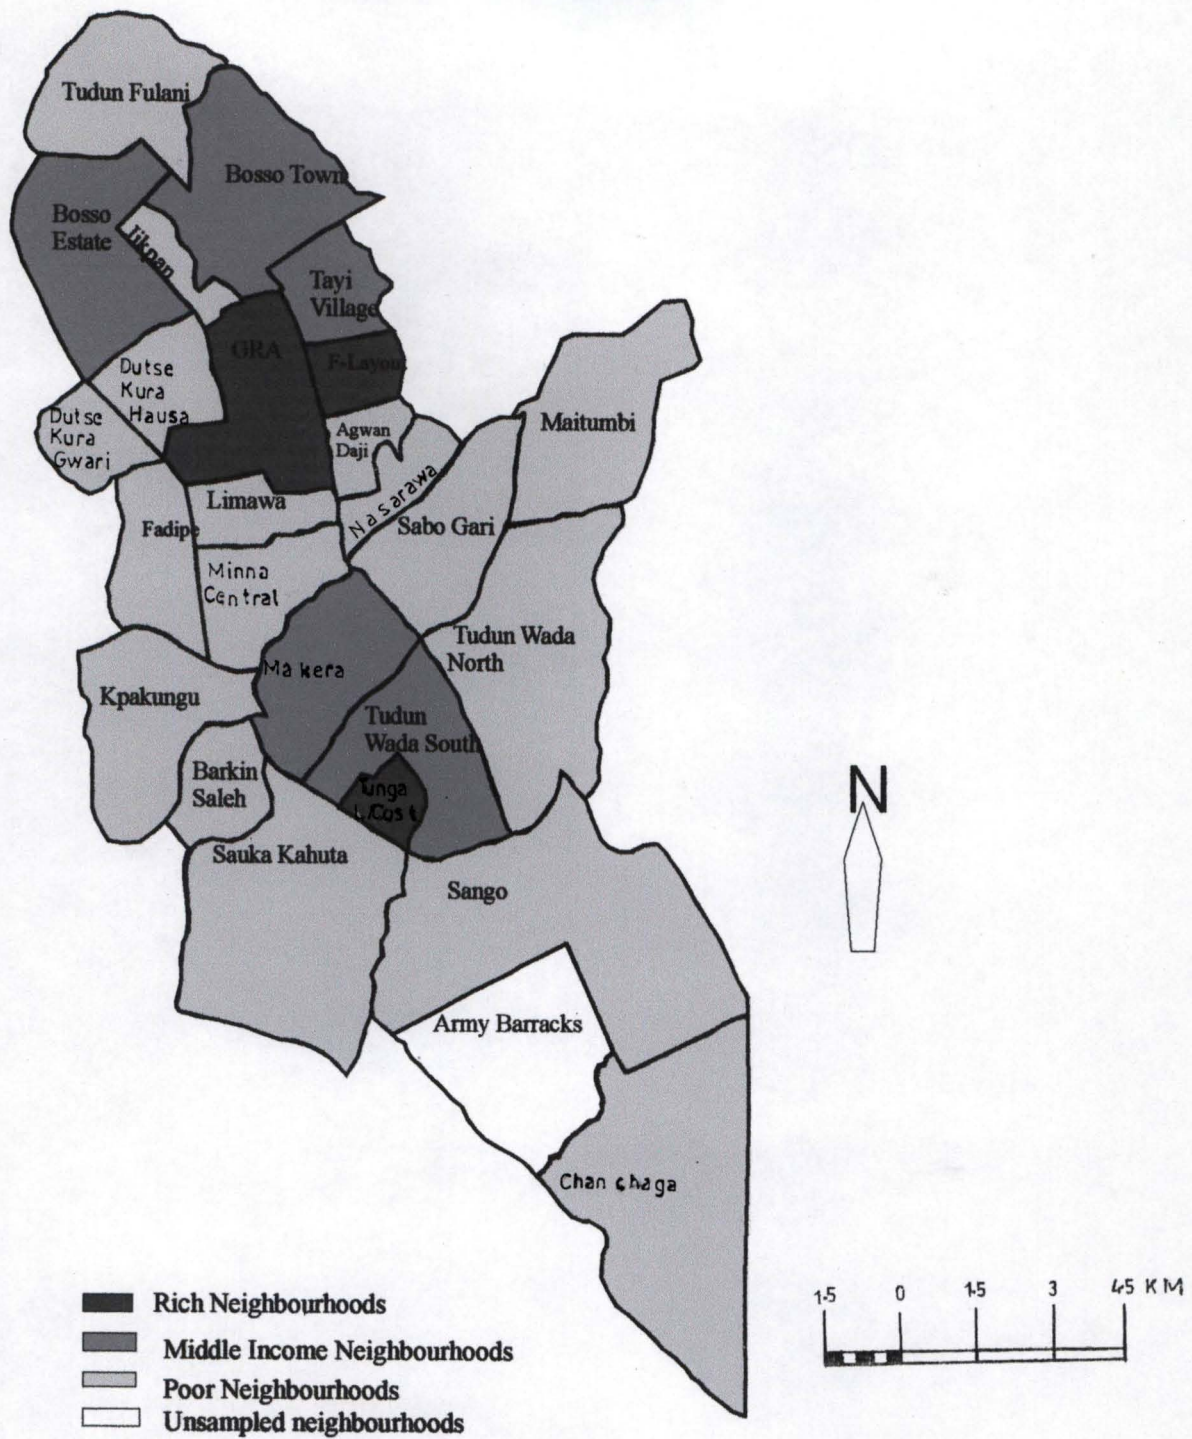 Tudun Fulani
Bosso Town
Bosso
Estate
Jikpan
Tayi
Village
GRA
F-Layout
Dutse
Kura
Hausa
Dutse
Kura
Gwari
Agwan
Daji
Nasarawa
Maitumbi
Limawa
Sabo Gari
Fadipe
Minna
Central
Tudun Wada
North
Makera
Kpakungu
Tudun
Wada South
Barkin
Saleh
Tunga
L/Cost
Sauka Kahuta
Sango
N
Army Barracks
Chanchaga
Rich Neighbourhoods
Middle Income Neighbourhoods
Poor Neighbourhoods
Unsampled neighbourhoods
1·5 0 1·5 3 4·5 KM